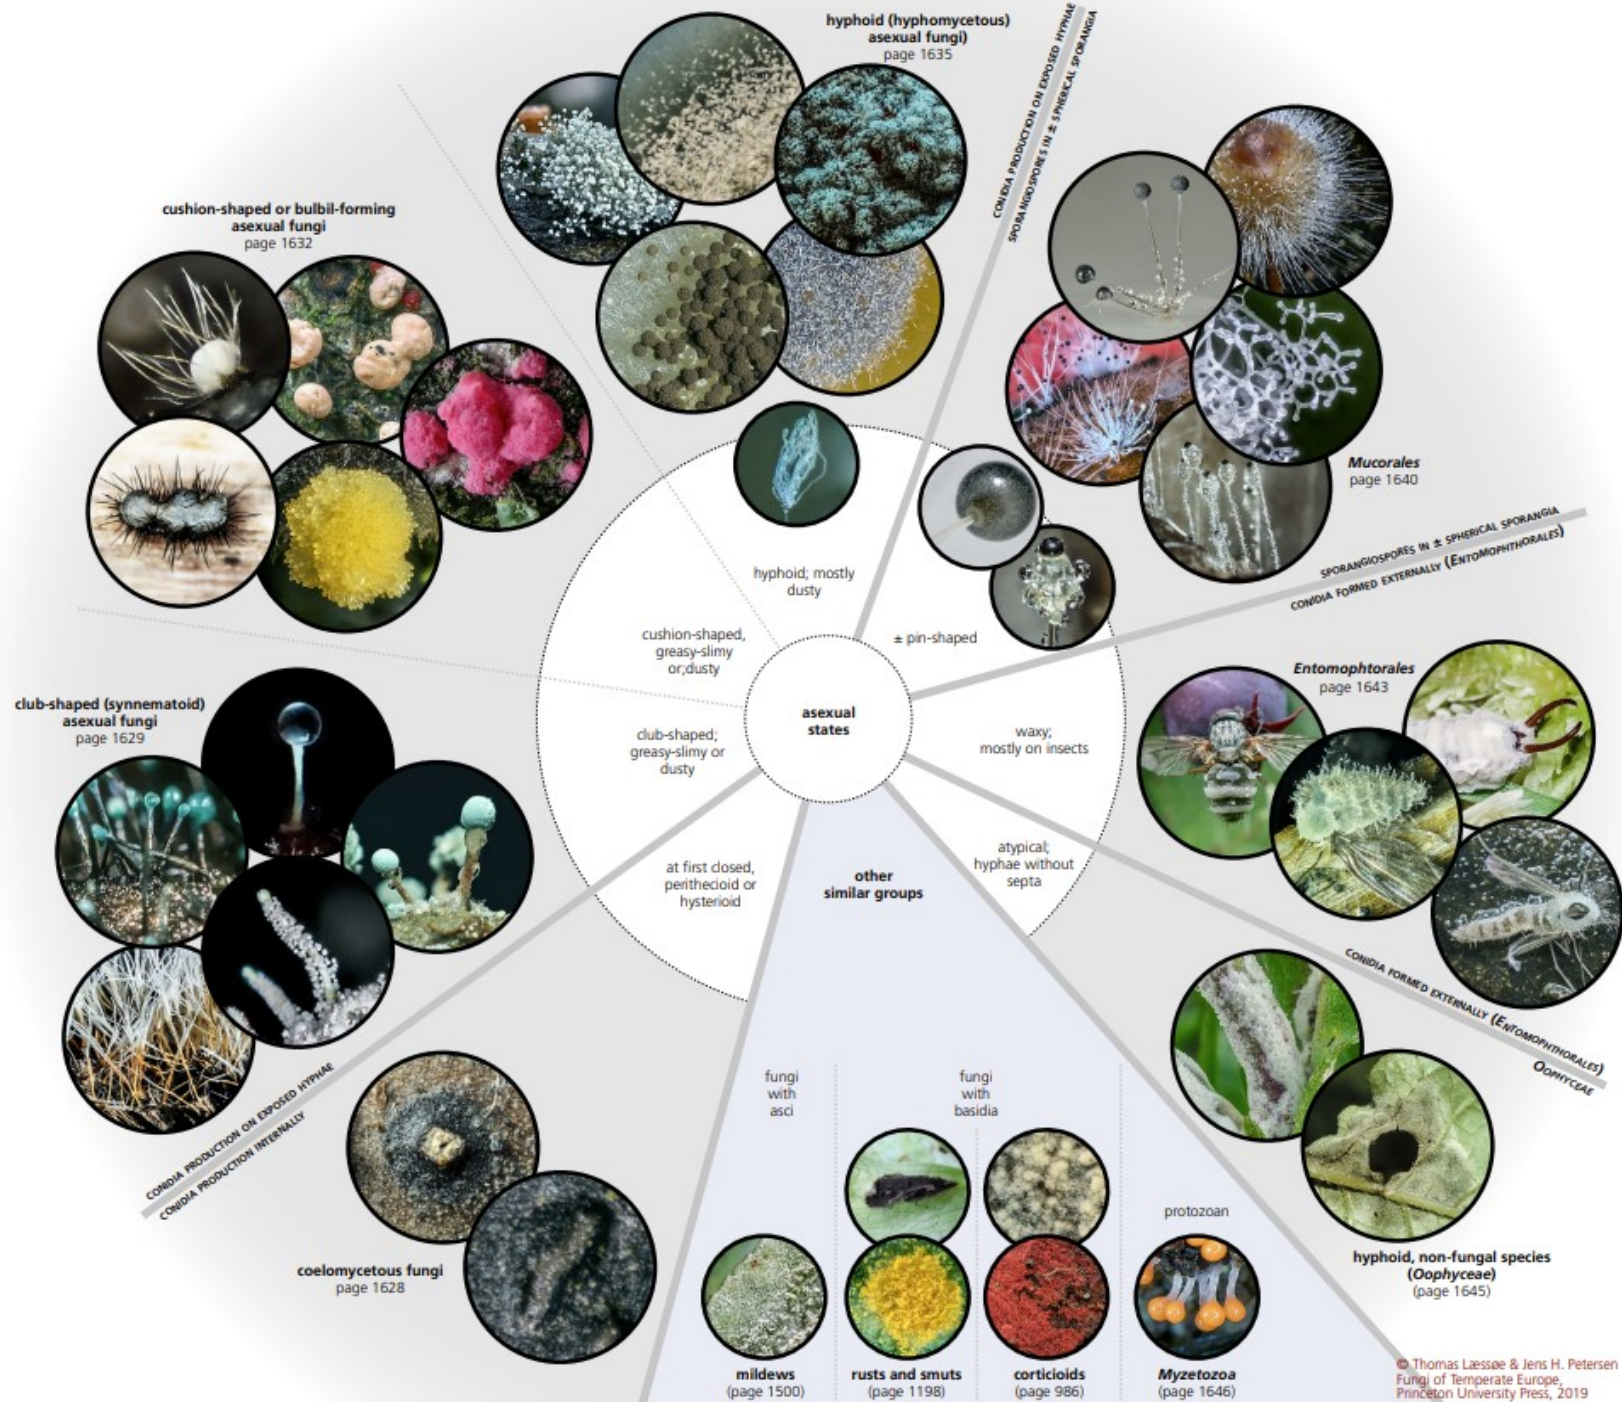 hyphoid (hyphomycetous)
asexual fungi)
page 1635
CONIDIA PRODUCTION ON EXPOSED HYPHAE
SPORANGIOSPORES IN ± SPHERICAL SPORANGIA
cushion-shaped or bulbil-forming
asexual fungi
page 1632
Mucorales
page 1640
SPORANGIOSPORES IN ± SPHERICAL SPORANGIA
CONIDIA FORMED EXTERNALLY (ENTOMOPHTHORALES)
hyphoid; mostly
dusty
cushion-shaped,
greasy-slimy
or;dusty
± pin-shaped
club-shaped (synnematoid)
asexual fungi
page 1629
Entomophtorales
page 1643
asexual
states
club-shaped;
greasy-slimy or
dusty
waxy;
mostly on insects
at first closed,
perithecioid or
hysterioid
atypical;
hyphae without
septa
other
similar groups
CONIDIA FORMED EXTERNALLY (ENTOMOPHTHORALES)
OOPHYCEAE
CONIDIA PRODUCTION ON EXPOSED HYPHAE
CONIDIA PRODUCTION INTERNALLY
fungi
with
asci
fungi
with
basidia
protozoan
coelomycetous fungi
page 1628
hyphoid, non-fungal species
(Oophyceae)
(page 1645)
mildews
(page 1500)
rusts and smuts
(page 1198)
corticioids
(page 986)
Myzetozoa
(page 1646)
© Thomas Læssøe & Jens H. Petersen
Fungi of Temperate Europe,
Princeton University Press, 2019